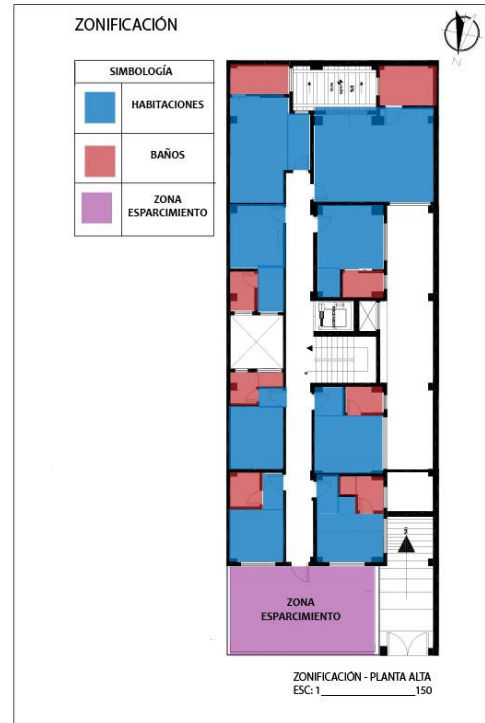 ZONIFICACIÓN
N
SIMBOLOGÍA
HABITACIONES
BAÑOS
ZONA
ESPARCIMIENTO
ZONA
ESPARCIMIENTO
ZONIFICACIÓN - PLANTA ALTA
ESC: 1 150